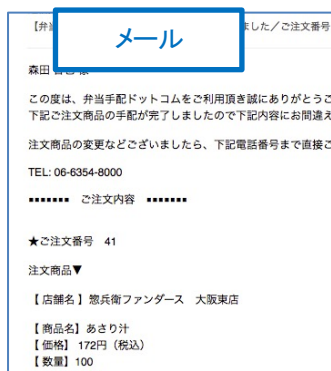 【弁
メール
ました／ご注文番号
森田
この度は、弁当手配ドットコムをご利用頂き誠にありがとうご
下記ご注文商品の手配が完了しましたので下記内容にお間違え
注文商品の変更などございましたら、下記電話番号まで直接ご
TEL: 06-6354-8000
▪▪▪▪▪▪▪ ご注文内容 ▪▪▪▪▪▪▪
★ご注文番号 41
注文商品▼
【店舗名】惣兵衛ファンダース 大阪東店
【商品名】あさり汁
【価格】 172円（税込）
【数量】100